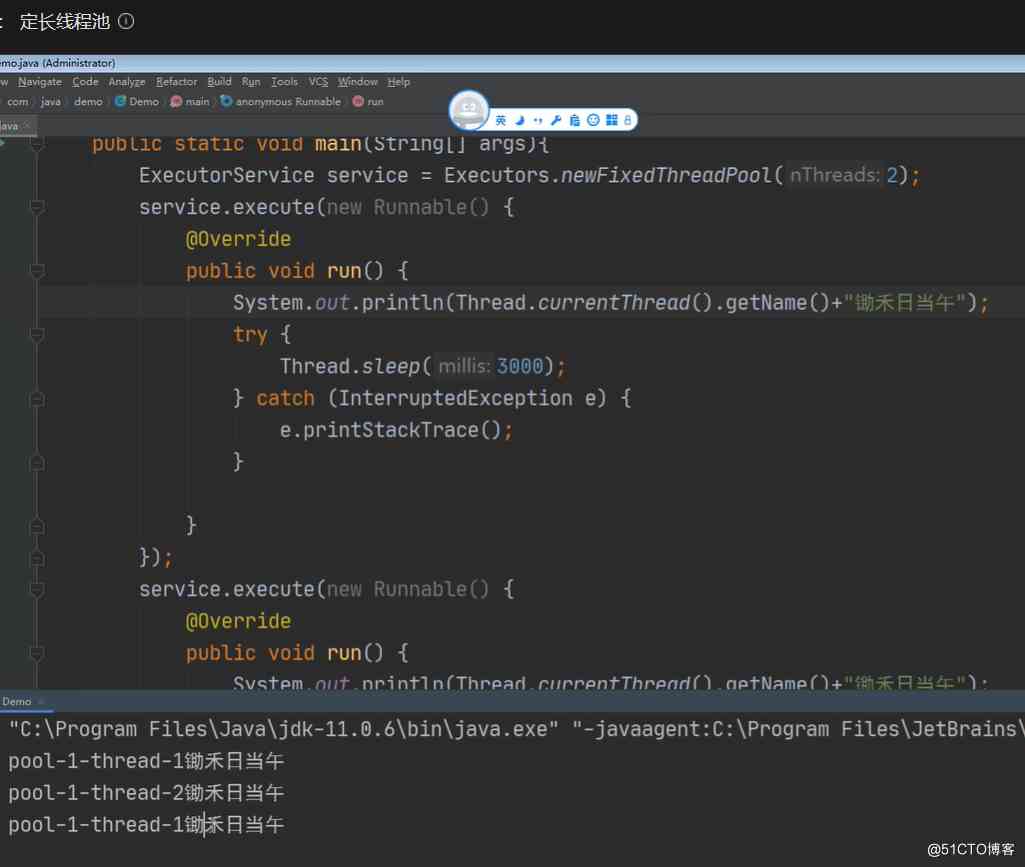 : 定长线程池
emo.java (Administrator)
w Navigate Code Analyze Refactor Build Run Tools VCS Window Help
com java demo Demo main anonymous Runnable run
英
java
public static void main(String[] args){
ExecutorService service = Executors.newFixedThreadPool( nThreads: 2);
service.execute(new Runnable() {
@Override
public void run() {
System.out.println(Thread.currentThread().getName()+"锄禾日当午");
try {
Thread.sleep( millis: 3000);
} catch (InterruptedException e) {
e.printStackTrace();
}
}
});
service.execute(new Runnable() {
@Override
public void run() {
System.out.println(Thread.currentThread().getName()+"锄禾日当午");
Demo
"C:\Program Files\Java\jdk-11.0.6\bin\java.exe" "-javaagent:C:\Program Files\JetBrains\
pool-1-thread-1锄禾日当午
pool-1-thread-2锄禾日当午
pool-1-thread-1锄禾日当午
@51CTO博客